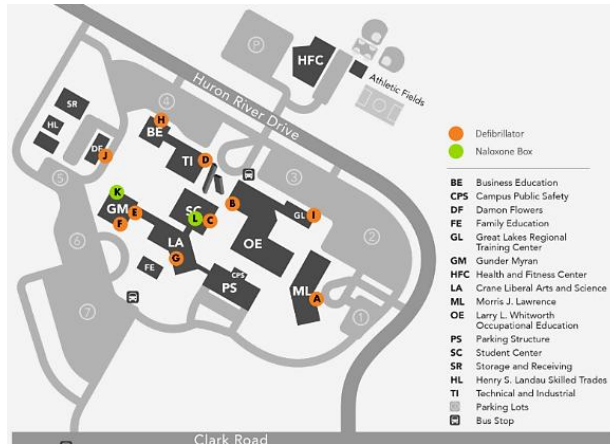 P
HFC
Athletic Fields
Huron River Drive
SR
HL
DF
J
4
H
BE
TI
D
3
5
K
GM
E
F
SC
L
C
B
GL
I
2
OE
LA
G
FE
CPS
PS
ML
A
6
7
1
Clark Road
Defibrillator
Naloxone Box
BE Business Education
CPS Campus Public Safety
DF Damon Flowers
FE Family Education
GL Great Lakes Regional
Training Center
GM Gunder Myran
HFC Health and Fitness Center
LA Crane Liberal Arts and Science
ML Morris J. Lawrence
OE Larry L. Whitworth
Occupational Education
PS Parking Structure
SC Student Center
SR Storage and Receiving
HL Henry S. Landau Skilled Trades
TI Technical and Industrial
Parking Lots
Bus Stop